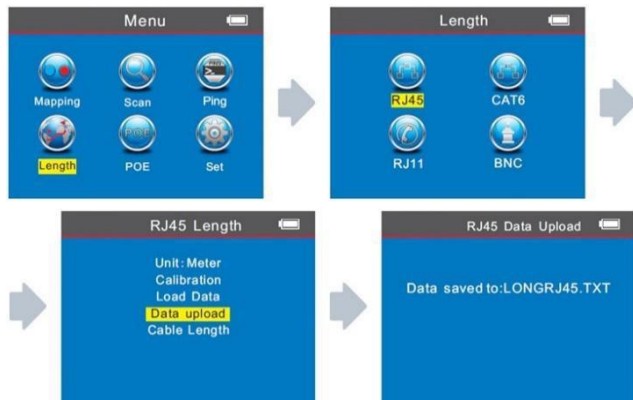 Menu
Mapping
Scan
Ping
Length
POE
POE
Set
Length
RJ45
CAT6
RJ11
BNC
RJ45 Length
Unit:Meter
Calibration
Load Data
Data upload
Cable Length
RJ45 Data Upload
Data saved to:LONGRJ45.TXT